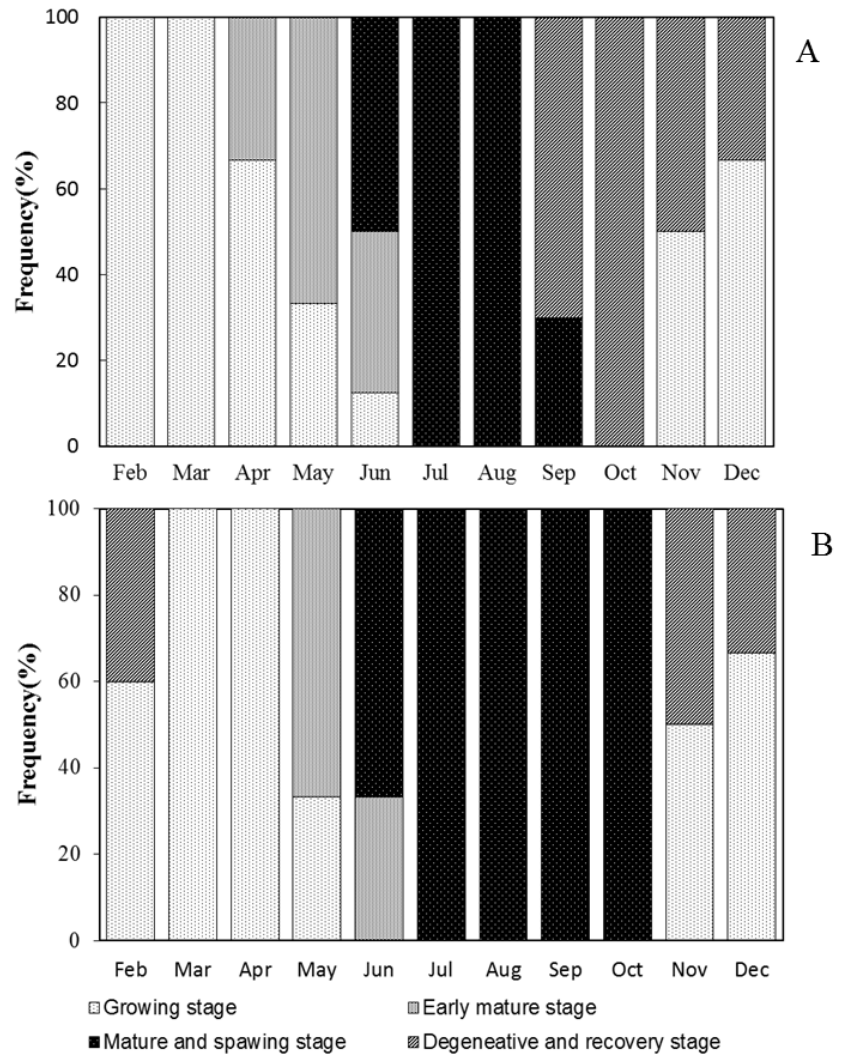 A
Frequency(%)
100
80
60
40
20
0
Feb Mar Apr May Jun Jul Aug Sep Oct Nov Dec
B
Frequency(%)
100
80
60
40
20
0
Feb Mar Apr May Jun Jul Aug Sep Oct Nov Dec
Growing stage Early mature stage
Mature and spawing stage Degeneative and recovery stage